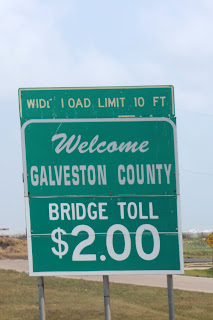 WIDE LOAD LIMIT 10 FT
Welcome
GALVESTON COUNTY
BRIDGE TOLL
$2.00